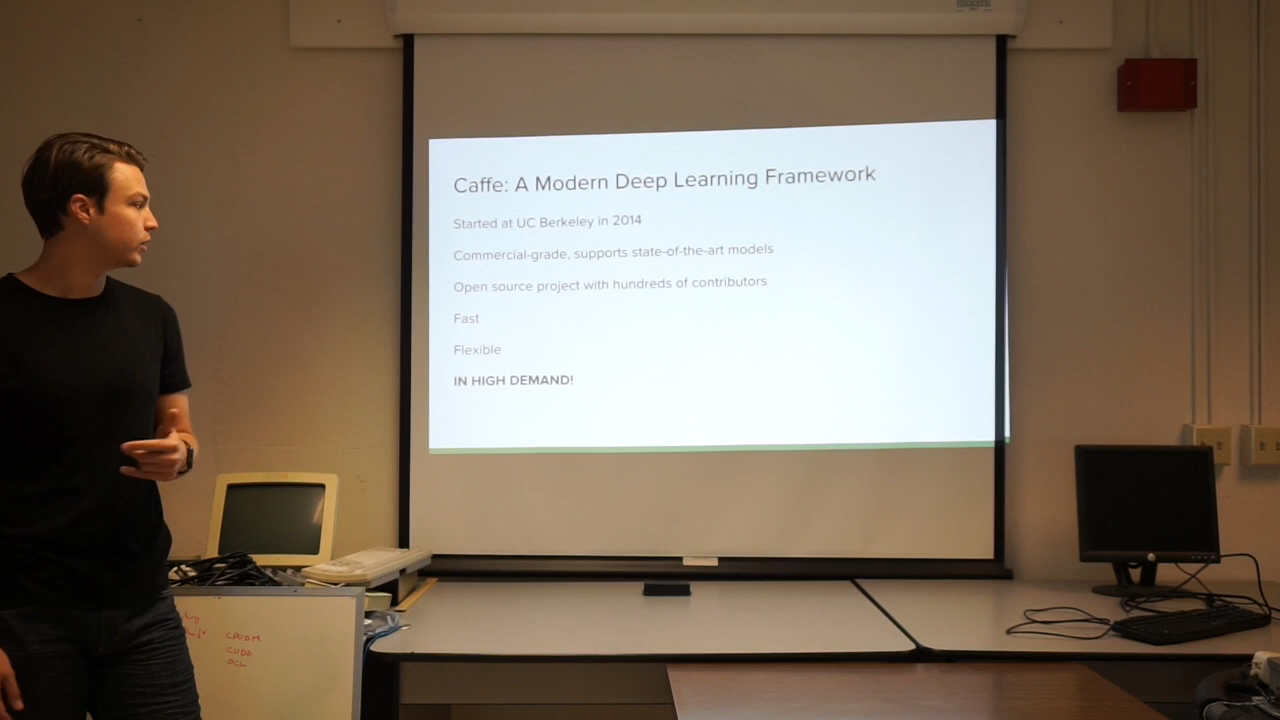 Caffe: A Modern Deep Learning Framework
Started at UC Berkeley in 2014
Commercial-grade, supports state-of-the-art models
Open source project with hundreds of contributors
Fast
Flexible
IN HIGH DEMAND!
CUDA
OCL